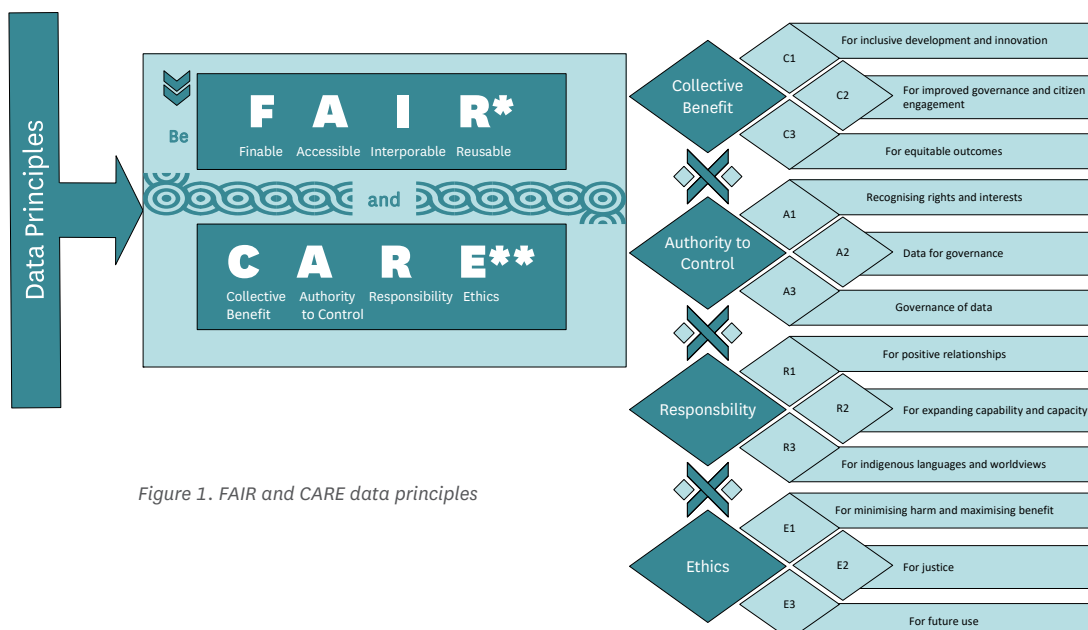 Data Principles
Be
F A I R*
Finable Accessible Interporable Reusable
and
C A R E**
Collective Authority Responsibility Ethics
Benefit to Control
Figure 1. FAIR and CARE data principles
Collective
Benefit
C1
For inclusive development and innovation
C2
For improved governance and citizen
engagement
C3
For equitable outcomes
Authority to
Control
A1
Recognising rights and interests
A2
Data for governance
A3
Governance of data
Responsbility
R1
For positive relationships
R2
For expanding capability and capacity
R3
For indigenous languages and worldviews
Ethics
E1
For minimising harm and maximising benefit
E2
For justice
E3
For future use